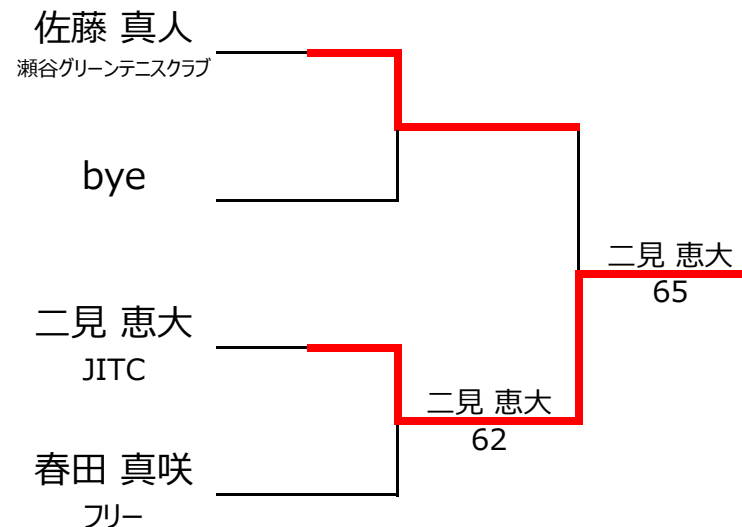 佐藤 真人
瀬谷グリーンテニスクラブ
bye
二見 恵大
65
二見 恵大
JITC
二見 恵大
62
春田 真咲
フリー